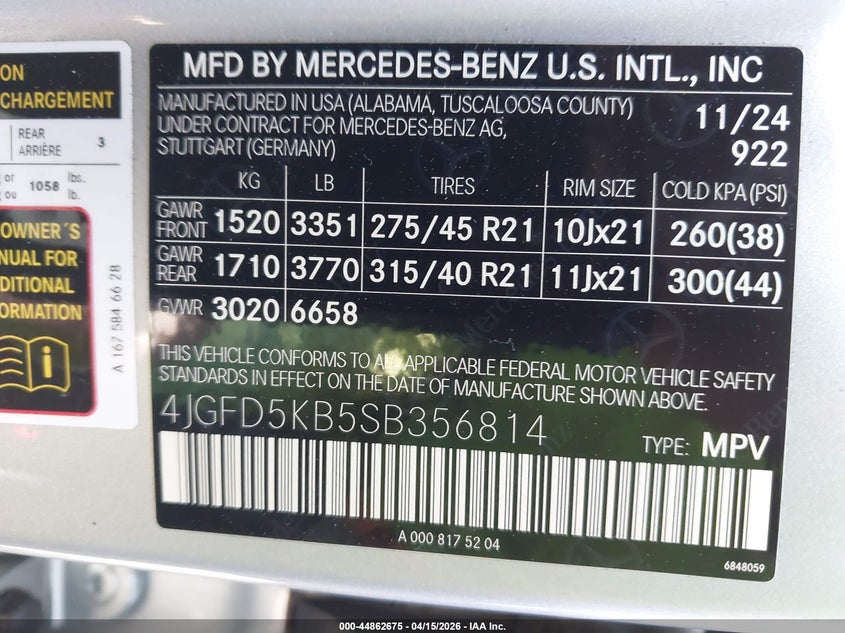 ON
CHARGEMENT
REAR
ARRIÈRE
3
or
ou
1058
lbs.
lb.
OWNER´S
NUAL FOR
DITIONAL
FORMATION
A 167 584 66 28
MFD BY MERCEDES-BENZ U.S. INTL., INC
MANUFACTURED IN USA (ALABAMA, TUSCALOOSA COUNTY)
UNDER CONTRACT FOR MERCEDES-BENZ AG,
STUTTGART (GERMANY)
11/24
922
KG LB TIRES RIM SIZE COLD KPA (PSI)
GAWR FRONT 1520 3351 275/45 R21 10Jx21 260(38)
GAWR REAR 1710 3770 315/40 R21 11Jx21 300(44)
GVWR 3020 6658
THIS VEHICLE CONFORMS TO ALL APPLICABLE FEDERAL MOTOR VEHICLE SAFETY
STANDARDS IN EFFECT ON THE DATE OF MANUFACTURE SHOWN ABOVE.
4JGFD5KB5SB356814
TYPE: MPV
A 000 817 52 04
6848059
000-44862675 - 04/15/2026 - IAA Inc.